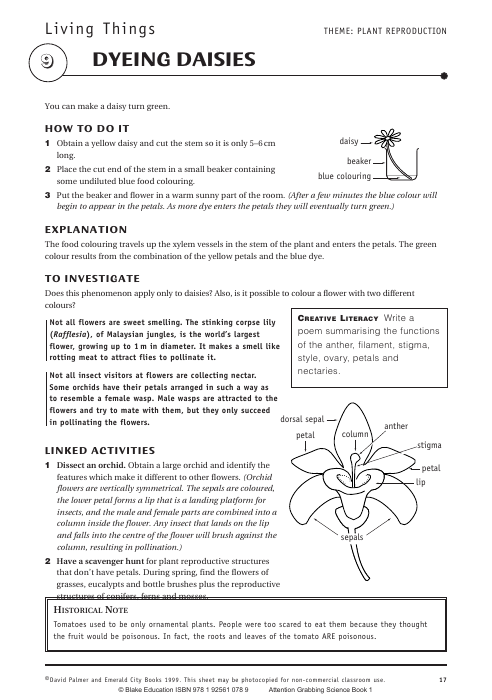 Living Things
THEME: PLANT REPRODUCTION
9
DYEING DAISIES
You can make a daisy turn green.
HOW TO DO IT
1 Obtain a yellow daisy and cut the stem so it is only 5–6 cm
long.
2 Place the cut end of the stem in a small beaker containing
some undiluted blue food colouring.
3 Put the beaker and flower in a warm sunny part of the room. (After a few minutes the blue colour will
begin to appear in the petals. As more dye enters the petals they will eventually turn green.)
daisy
beaker
blue colouring
EXPLANATION
The food colouring travels up the xylem vessels in the stem of the plant and enters the petals. The green
colour results from the combination of the yellow petals and the blue dye.
TO INVESTIGATE
Does this phenomenon apply only to daisies? Also, is it possible to colour a flower with two different
colours?
Not all flowers are sweet smelling. The stinking corpse lily
(Rafflesia), of Malaysian jungles, is the world's largest
flower, growing up to 1 m in diameter. It makes a smell like
rotting meat to attract flies to pollinate it.
Not all insect visitors at flowers are collecting nectar.
Some orchids have their petals arranged in such a way as
to resemble a female wasp. Male wasps are attracted to the
flowers and try to mate with them, but they only succeed
in pollinating the flowers.
CREATIVE LITERACY Write a
poem summarising the functions
of the anther, filament, stigma,
style, ovary, petals and
nectaries.
LINKED ACTIVITIES
1 Dissect an orchid. Obtain a large orchid and identify the
features which make it different to other flowers. (Orchid
flowers are vertically symmetrical. The sepals are coloured,
the lower petal forms a lip that is a landing platform for
insects, and the male and female parts are combined into a
column inside the flower. Any insect that lands on the lip
and falls into the centre of the flower will brush against the
column, resulting in pollination.)
2 Have a scavenger hunt for plant reproductive structures
that don't have petals. During spring, find the flowers of
grasses, eucalypts and bottle brushes plus the reproductive
structures of conifers, ferns and mosses.
dorsal sepal
petal
column
anther
stigma
petal
lip
sepals
HISTORICAL NOTE
Tomatoes used to be only ornamental plants. People were too scared to eat them because they thought
the fruit would be poisonous. In fact, the roots and leaves of the tomato ARE poisonous.
©David Palmer and Emerald City Books 1999. This sheet may be photocopied for non-commercial classroom use.
17
© Blake Education ISBN 978 1 92561 078 9 Attention Grabbing Science Book 1